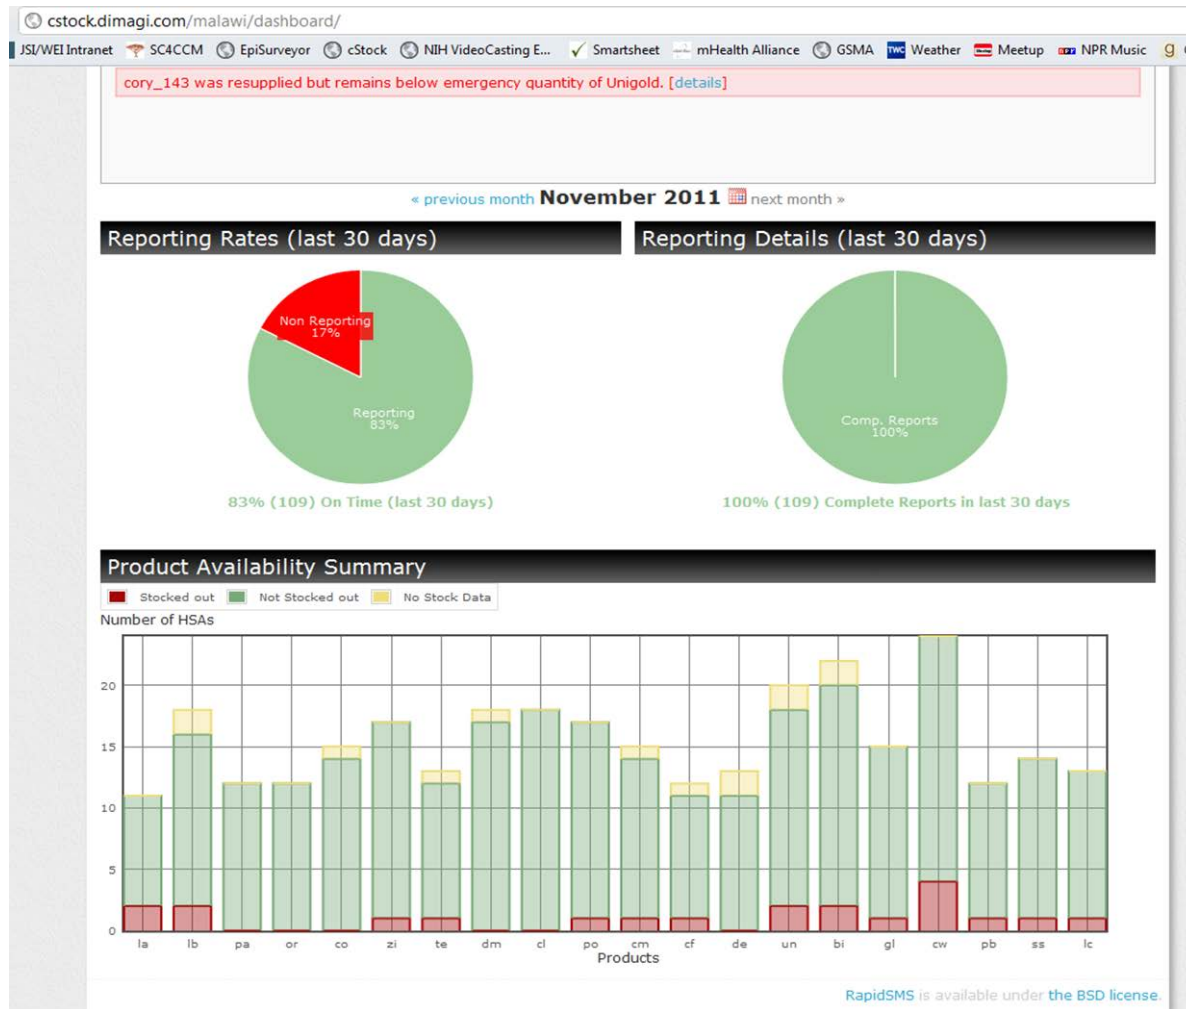 cstock.dimagi.com/malawi/dashboard/
JSI/WEI Intranet SC4CCM EpiSurveyor cStock NIH VideoCasting E... Smartsheet mHealth Alliance GSMA TWC Weather Meetup npr NPR Music g
cory_143 was resupplied but remains below emergency quantity of Unigold. [details]
« previous month November 2011 next month »
Reporting Rates (last 30 days)
Non Reporting
17%
Reporting
83%
83% (109) On Time (last 30 days)
Reporting Details (last 30 days)
Comp. Reports
100%
100% (109) Complete Reports in last 30 days
Product Availability Summary
Stocked out Not Stocked out No Stock Data
Number of HSAs
20
15
10
5
0
la lb pa or co zi te dm cl po cm cf de un bi gl cw pb ss lc
Products
RapidSMS is available under the BSD license.